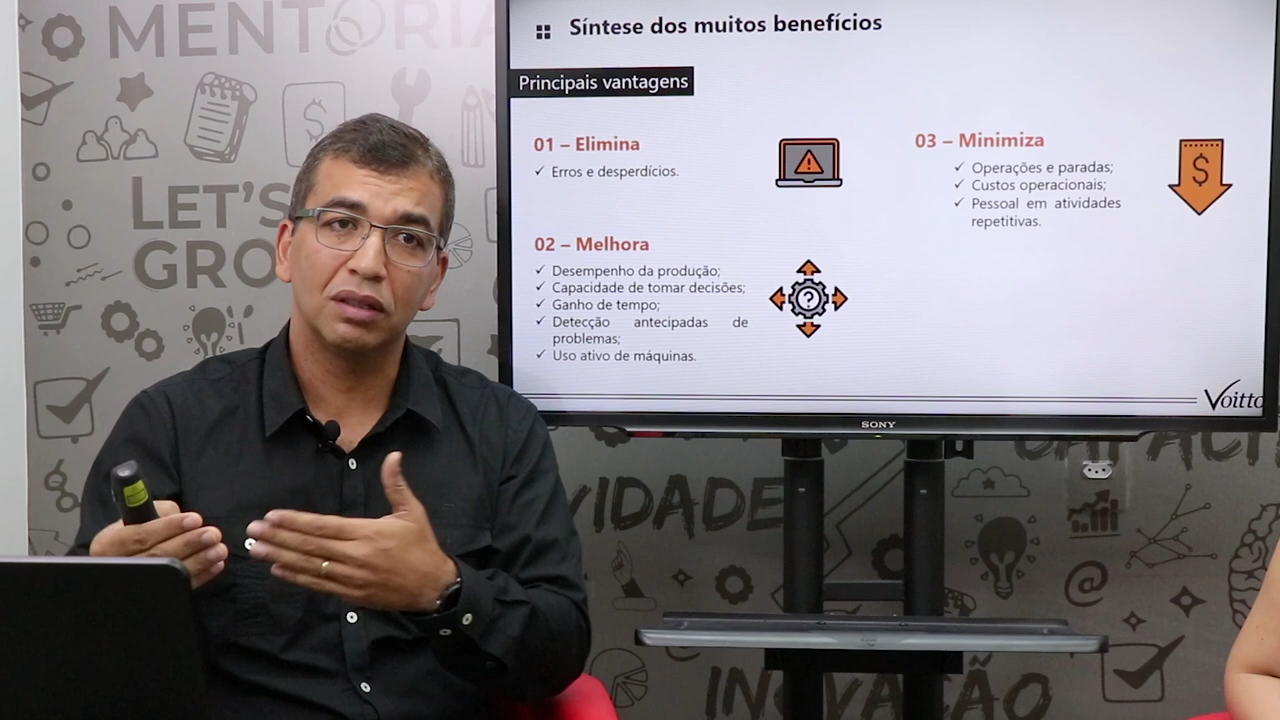 MENTORIA
LET'S
GRO
Síntese dos muitos benefícios
Principais vantagens
01 – Elimina
✓ Erros e desperdícios.
02 – Melhora
✓ Desempenho da produção;
✓ Capacidade de tomar decisões;
✓ Ganho de tempo;
✓ Detecção antecipadas de
problemas;
✓ Uso ativo de máquinas.
03 – Minimiza
✓ Operações e paradas;
✓ Custos operacionais;
✓ Pessoal em atividades
repetitivas.
Voitto
SONY
VIDADE
INOVAÇÃO